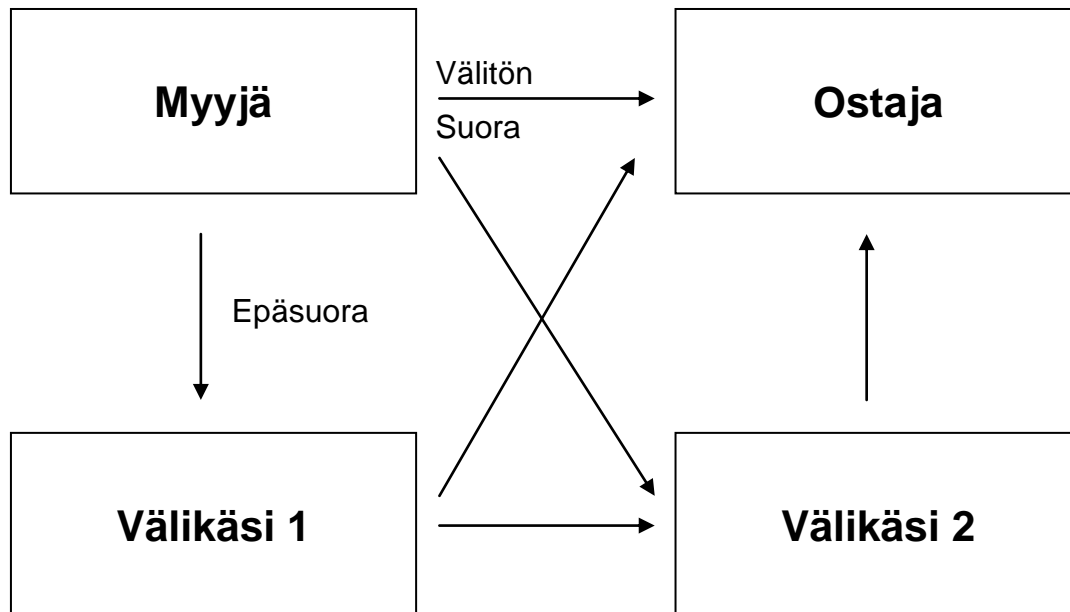 Myyjä
Välitön
Suora
Ostaja
Epäsuora
Välikäsi 1
Välikäsi 2